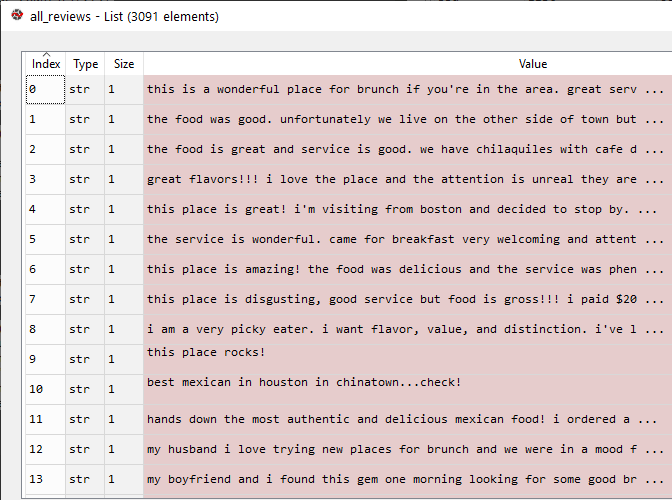 all_reviews - List (3091 elements)
Index Type Size Value
0 str 1 this is a wonderful place for brunch if you're in the area. great serv ...
1 str 1 the food was good. unfortunately we live on the other side of town but ...
2 str 1 the food is great and service is good. we have chilaquiles with cafe d ...
3 str 1 great flavors!!! i love the place and the attention is unreal they are ...
4 str 1 this place is great! i'm visiting from boston and decided to stop by. ...
5 str 1 the service is wonderful. came for breakfast very welcoming and attent ...
6 str 1 this place is amazing! the food was delicious and the service was phen ...
7 str 1 this place is disgusting, good service but food is gross!!! i paid $20 ...
8 str 1 i am a very picky eater. i want flavor, value, and distinction. i've l ...
9 str 1 this place rocks!
10 str 1 best mexican in houston in chinatown...check!
11 str 1 hands down the most authentic and delicious mexican food! i ordered a ...
12 str 1 my husband i love trying new places for brunch and we were in a mood f ...
13 str 1 my boyfriend and i found this gem one morning looking for some good br ...